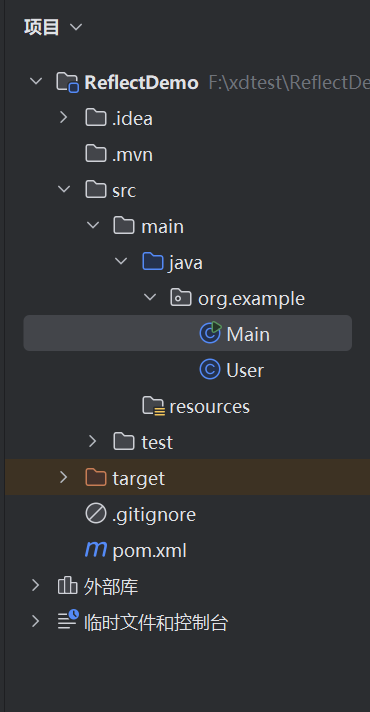 项目
ReflectDemo F:\xdtest\ReflectDe
.idea
.mvn
src
main
java
org.example
Main
User
resources
test
target
.gitignore
pom.xml
外部库
临时文件和控制台